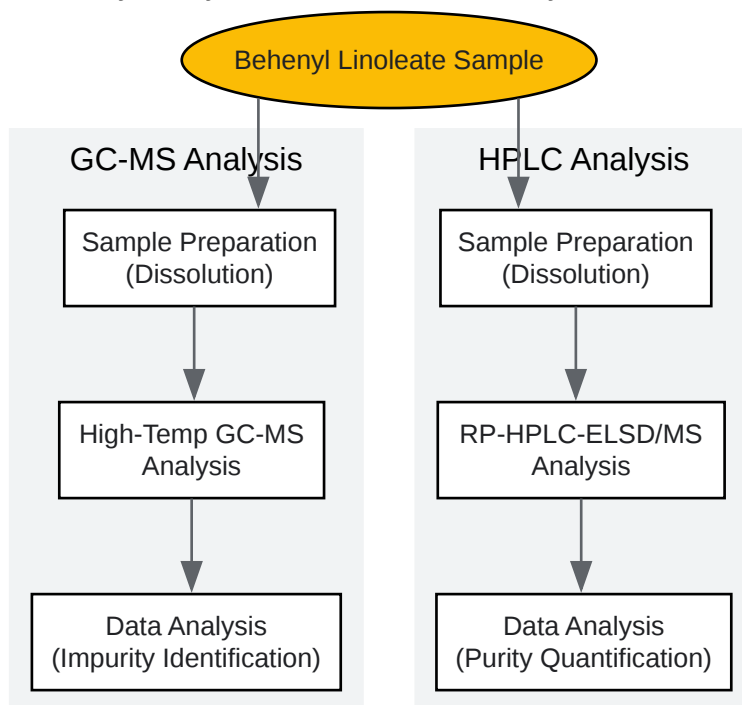 Behenyl Linoleate Sample
GC-MS Analysis
Sample Preparation
(Dissolution)
High-Temp GC-MS
Analysis
Data Analysis
(Impurity Identification)
HPLC Analysis
Sample Preparation
(Dissolution)
RP-HPLC-ELSD/MS
Analysis
Data Analysis
(Purity Quantification)